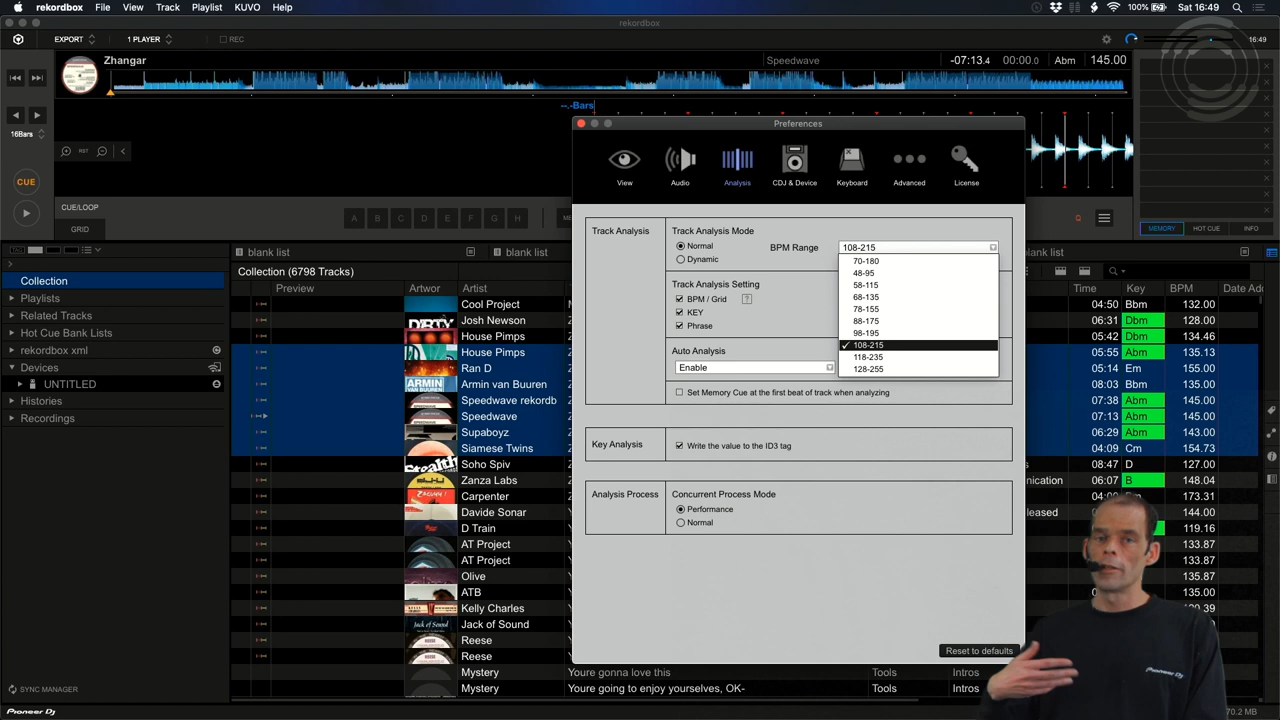 rekordbox File View Track Playlist KUVO Help 100% Sat 16:49
rekordbox
EXPORT 1 PLAYER REC 16:49
Zhangar Speedwave -07:13.4 00:00.0 Abm 145.00
--.-Bars
Preferences
16Bars
RST
View Audio Analysis CDJ & Device Keyboard Advanced License
CUE
CUE/LOOP
GRID
A B C D E F G H
MEMORY HOT CUE INFO
Track Analysis
Track Analysis Mode
Normal
Dynamic
BPM Range
108-215
70-180
48-95
58-115
68-135
78-155
88-175
98-195
108-215
118-235
128-255
Track Analysis Setting
BPM / Grid ?
KEY
Phrase
Auto Analysis
Enable
Set Memory Cue at the first beat of track when analyzing
Key Analysis
Write the value to the ID3 tag
Analysis Process
Concurrent Process Mode
Performance
Normal
Reset to defaults
Collection
Playlists
Related Tracks
Hot Cue Bank Lists
rekordbox xml
Devices
UNTITLED
Histories
Recordings
SYNC MANAGER
Pioneer Dj
blank list blank list
Collection (6798 Tracks)
Preview Artwor Artist Time Key BPM Date Add
Cool Project 04:50 Bbm 132.00
Josh Newson 06:31 Dbm 128.00
House Pimps 05:42 Dbm 134.46
House Pimps 05:55 Abm 135.13
Ran D 05:14 Em 155.00
Armin van Buuren 08:03 Bbm 135.00
Speedwave rekordb 07:38 Abm 145.00
Speedwave 07:13 Abm 145.00
Supaboyz 06:29 Abm 143.00
Siamese Twins 04:09 Cm 154.73
Soho Spiv 08:47 D 127.00
Zanza Labs nication 06:07 B 148.04
Carpenter 173.31
Davide Sonar eleased 144.00
D Train 119.16
AT Project 133.87
AT Project 133.87
Olive 135.87
ATB
Kelly Charles
Jack of Sound
Reese
Reese
Mystery Youre gonna love this Tools Intros
Mystery Youre going to enjoy yourselves, OK- Tools Intros
Pioneer Dj
70.2 MB